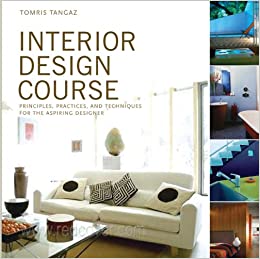 TOMRIS TANGAZ
INTERIOR
DESIGN
COURSE
PRINCIPLES, PRACTICES, AND TECHNIQUES
FOR THE ASPIRING DESIGNER